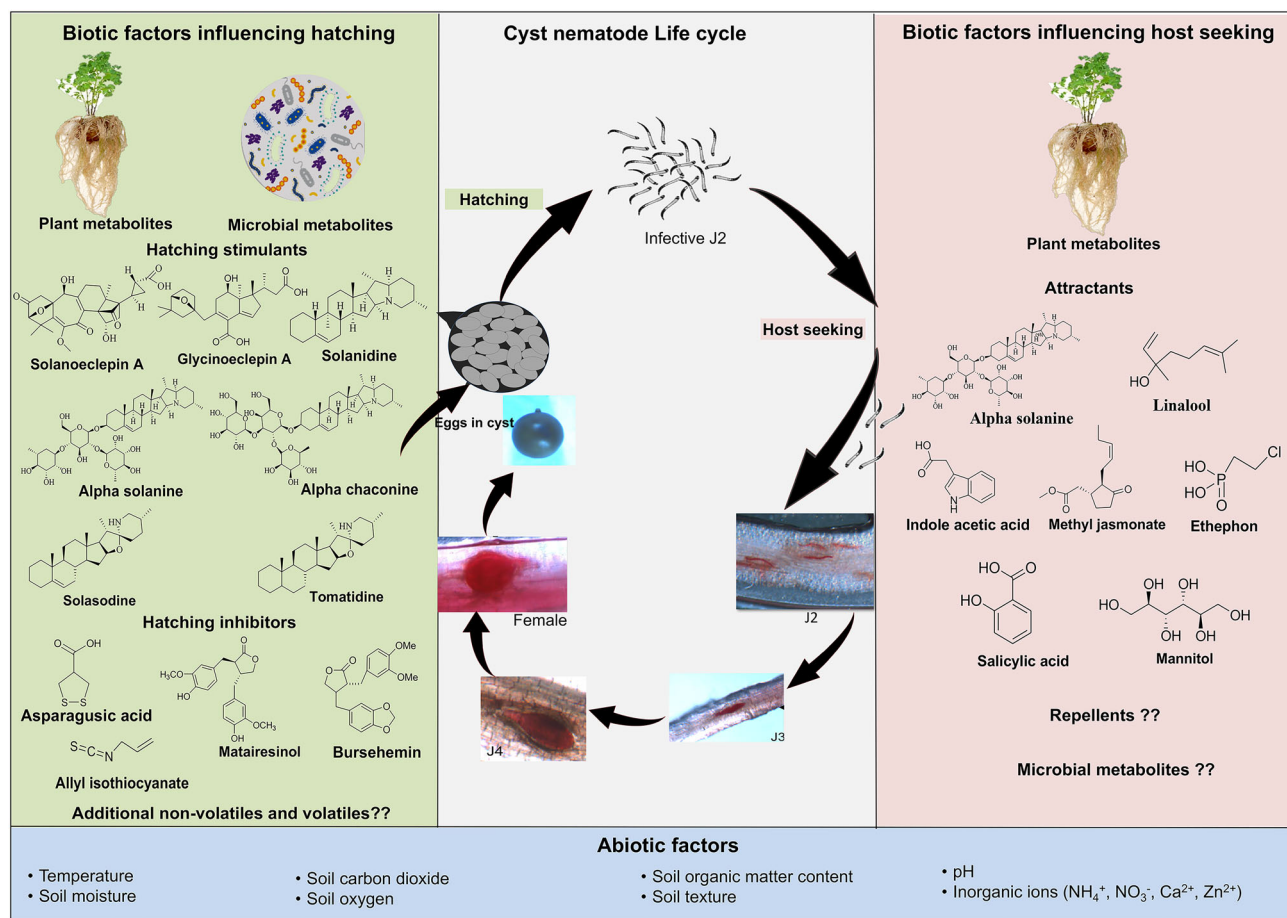 Biotic factors influencing hatching
Plant metabolites
Microbial metabolites
Hatching stimulants
Solanoeclepin A
Glycinoeclepin A
Solanidine
Alpha solanine
Alpha chaconine
Solasodine
Tomatidine
Hatching inhibitors
Asparagusic acid
Matairesinol
Bursehemin
Allyl isothiocyanate
Additional non-volatiles and volatiles??
Cyst nematode Life cycle
Hatching
Infective J2
Host seeking
Eggs in cyst
J2
J3
J4
Female
Biotic factors influencing host seeking
Plant metabolites
Attractants
Alpha solanine
Linalool
Indole acetic acid
Methyl jasmonate
Ethephon
Salicylic acid
Mannitol
Repellents ??
Microbial metabolites ??
Abiotic factors
• Temperature
• Soil moisture
• Soil carbon dioxide
• Soil oxygen
• Soil organic matter content
• Soil texture
• pH
• Inorganic ions (NH₄⁺, NO₃⁻, Ca²⁺, Zn²⁺)